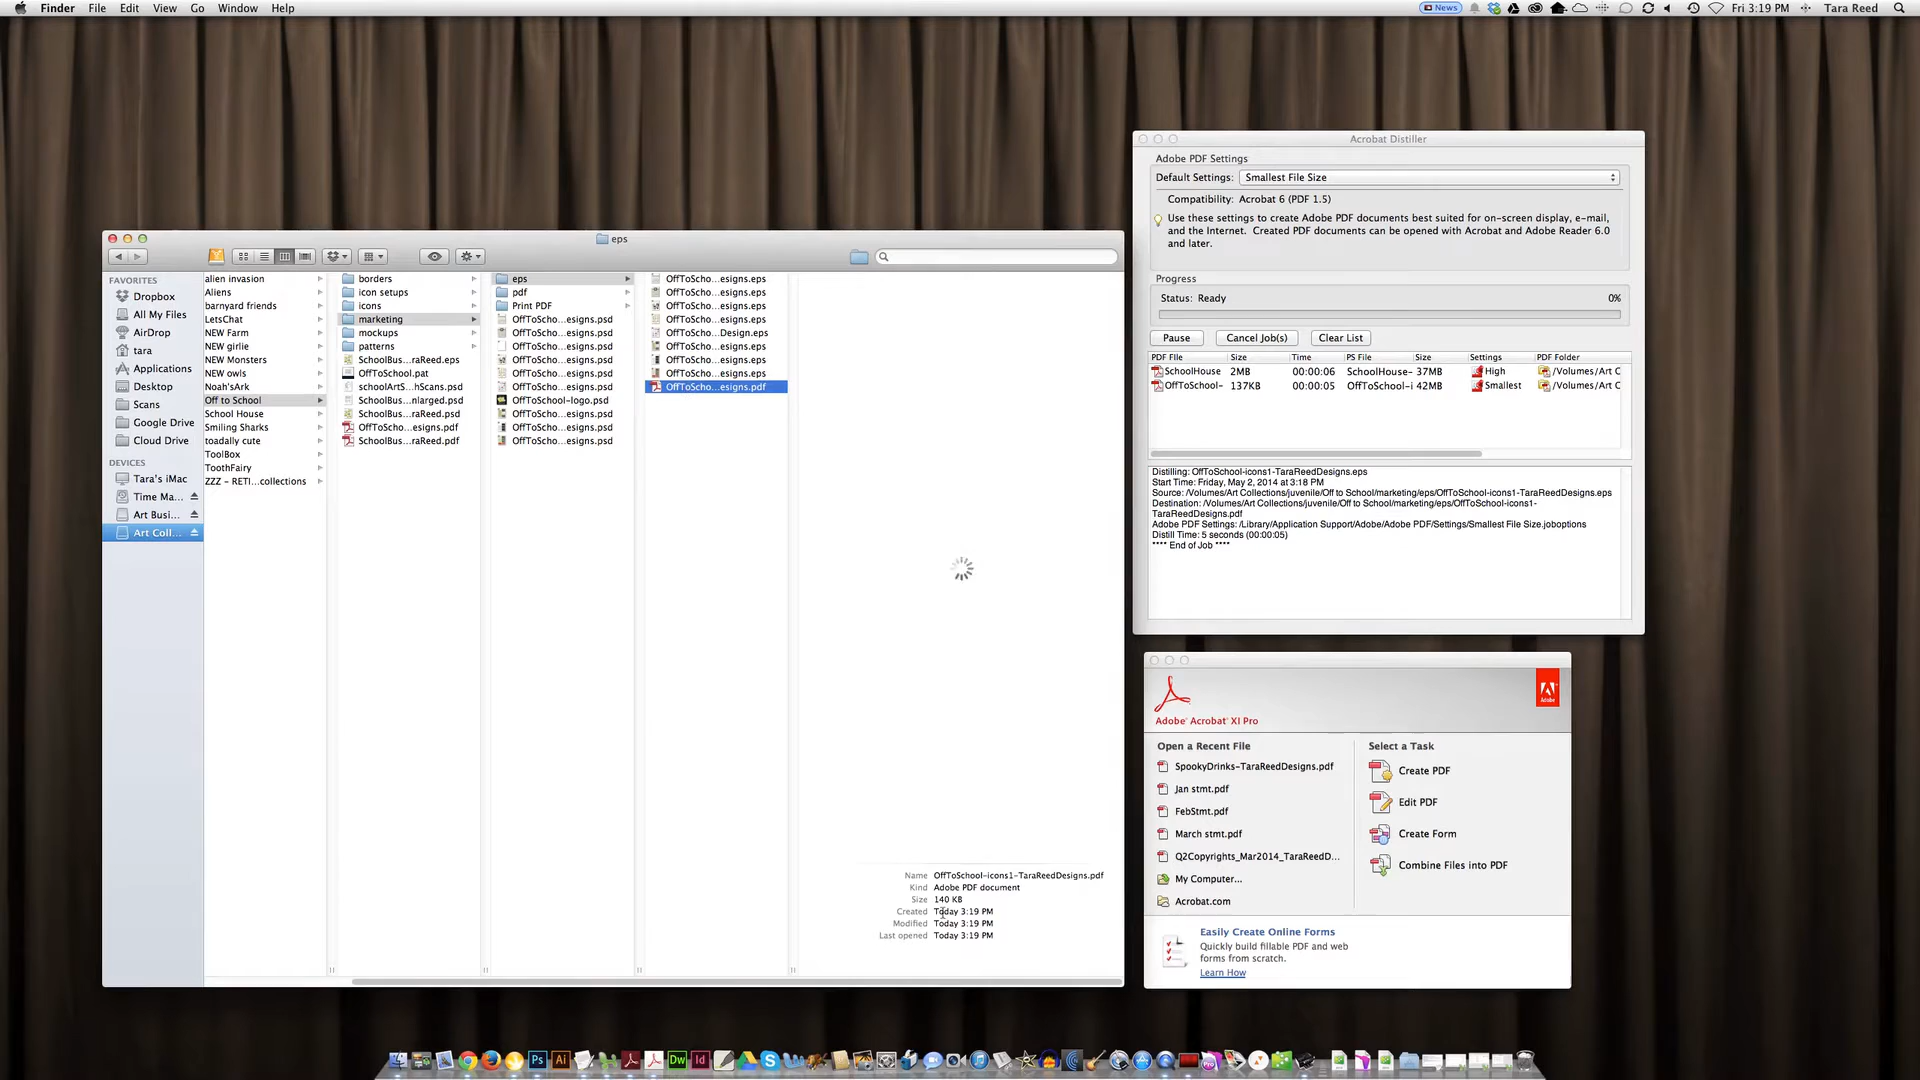 Finder File Edit View Go Window Help
News Fri 3:19 PM Tara Reed
eps
FAVORITES
Dropbox
All My Files
AirDrop
tara
Applications
Desktop
Scans
Google Drive
Cloud Drive
DEVICES
Tara's iMac
Time Ma...
Art Busi...
Art Coll...
alien invasion
Aliens
barnyard friends
LetsChat
NEW Farm
NEW girlie
NEW Monsters
NEW owls
Noah'sArk
Off to School
School House
Smiling Sharks
toadally cute
ToolBox
ToothFairy
ZZZ - RETI...collections
borders
icon setups
icons
marketing
mockups
patterns
SchoolBus...raReed.eps
OffToSchool.pat
schoolArtS...hScans.psd
SchoolBus...nlarged.psd
SchoolBus...raReed.psd
OffToScho...esigns.pdf
SchoolBus...raReed.pdf
eps
pdf
Print PDF
OffToScho...esigns.psd
OffToScho...esigns.psd
OffToScho...esigns.psd
OffToScho...esigns.psd
OffToScho...esigns.psd
OffToScho...esigns.psd
OffToSchool-logo.psd
OffToScho...esigns.psd
OffToScho...esigns.psd
OffToScho...esigns.psd
OffToScho...esigns.eps
OffToScho...esigns.eps
OffToScho...esigns.eps
OffToScho...esigns.eps
OffToScho...Design.eps
OffToScho...esigns.eps
OffToScho...esigns.eps
OffToScho...esigns.eps
OffToScho...esigns.pdf
Name OffToSchool-icons1-TaraReedDesigns.pdf
Kind Adobe PDF document
Size 140 KB
Created Today 3:19 PM
Modified Today 3:19 PM
Last opened Today 3:19 PM
Acrobat Distiller
Adobe PDF Settings
Default Settings: Smallest File Size
Compatibility: Acrobat 6 (PDF 1.5)
Use these settings to create Adobe PDF documents best suited for on-screen display, e-mail,
and the Internet. Created PDF documents can be opened with Acrobat and Adobe Reader 6.0
and later.
Progress
Status: Ready 0%
Pause Cancel Job(s) Clear List
PDF File Size Time PS File Size Settings PDF Folder
SchoolHouse 2MB 00:00:06 SchoolHouse- 37MB High /Volumes/Art C
OffToSchool- 137KB 00:00:05 OffToSchool-i 42MB Smallest /Volumes/Art C
Distilling: OffToSchool-icons1-TaraReedDesigns.eps
Start Time: Friday, May 2, 2014 at 3:18 PM
Source: /Volumes/Art Collections/juvenile/Off to School/marketing/eps/OffToSchool-icons1-TaraReedDesigns.eps
Destination: /Volumes/Art Collections/juvenile/Off to School/marketing/eps/OffToSchool-icons1-
TaraReedDesigns.pdf
Adobe PDF Settings: /Library/Application Support/Adobe/Adobe PDF/Settings/Smallest File Size.joboptions
Distill Time: 5 seconds (00:00:05)
**** End of Job ****
Adobe® Acrobat® XI Pro
Adobe
Open a Recent File
SpookyDrinks-TaraReedDesigns.pdf
Jan stmt.pdf
FebStmt.pdf
March stmt.pdf
Q2Copyrights_Mar2014_TaraReedD...
My Computer...
Acrobat.com
Select a Task
Create PDF
Edit PDF
Create Form
Combine Files into PDF
Easily Create Online Forms
Quickly build fillable PDF and web
forms from scratch.
Learn How
Ps Ai Dw Id